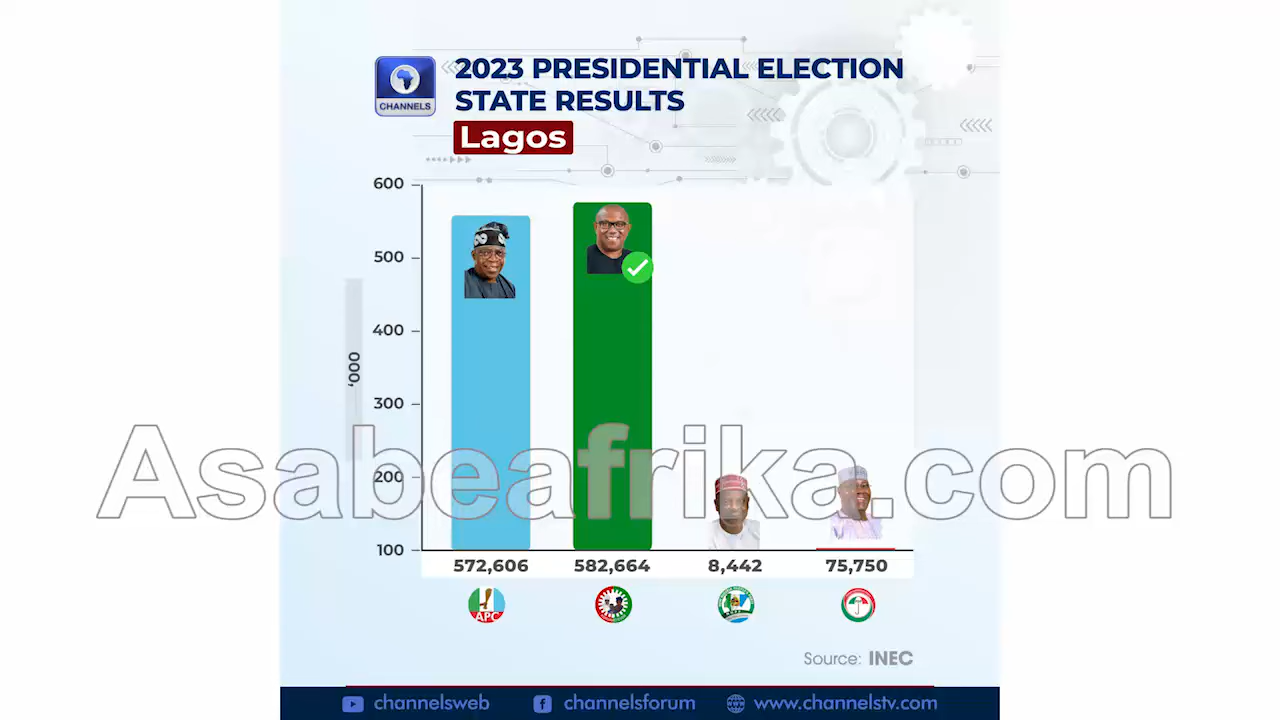 CHANNELS
2023 PRESIDENTIAL ELECTION
STATE RESULTS
Lagos
600
500
400
300
200
100
'000
572,606 582,664 8,442 75,750
APC
Asabeafrika.com
Source: INEC
channelsweb channelsforum www.channelstv.com